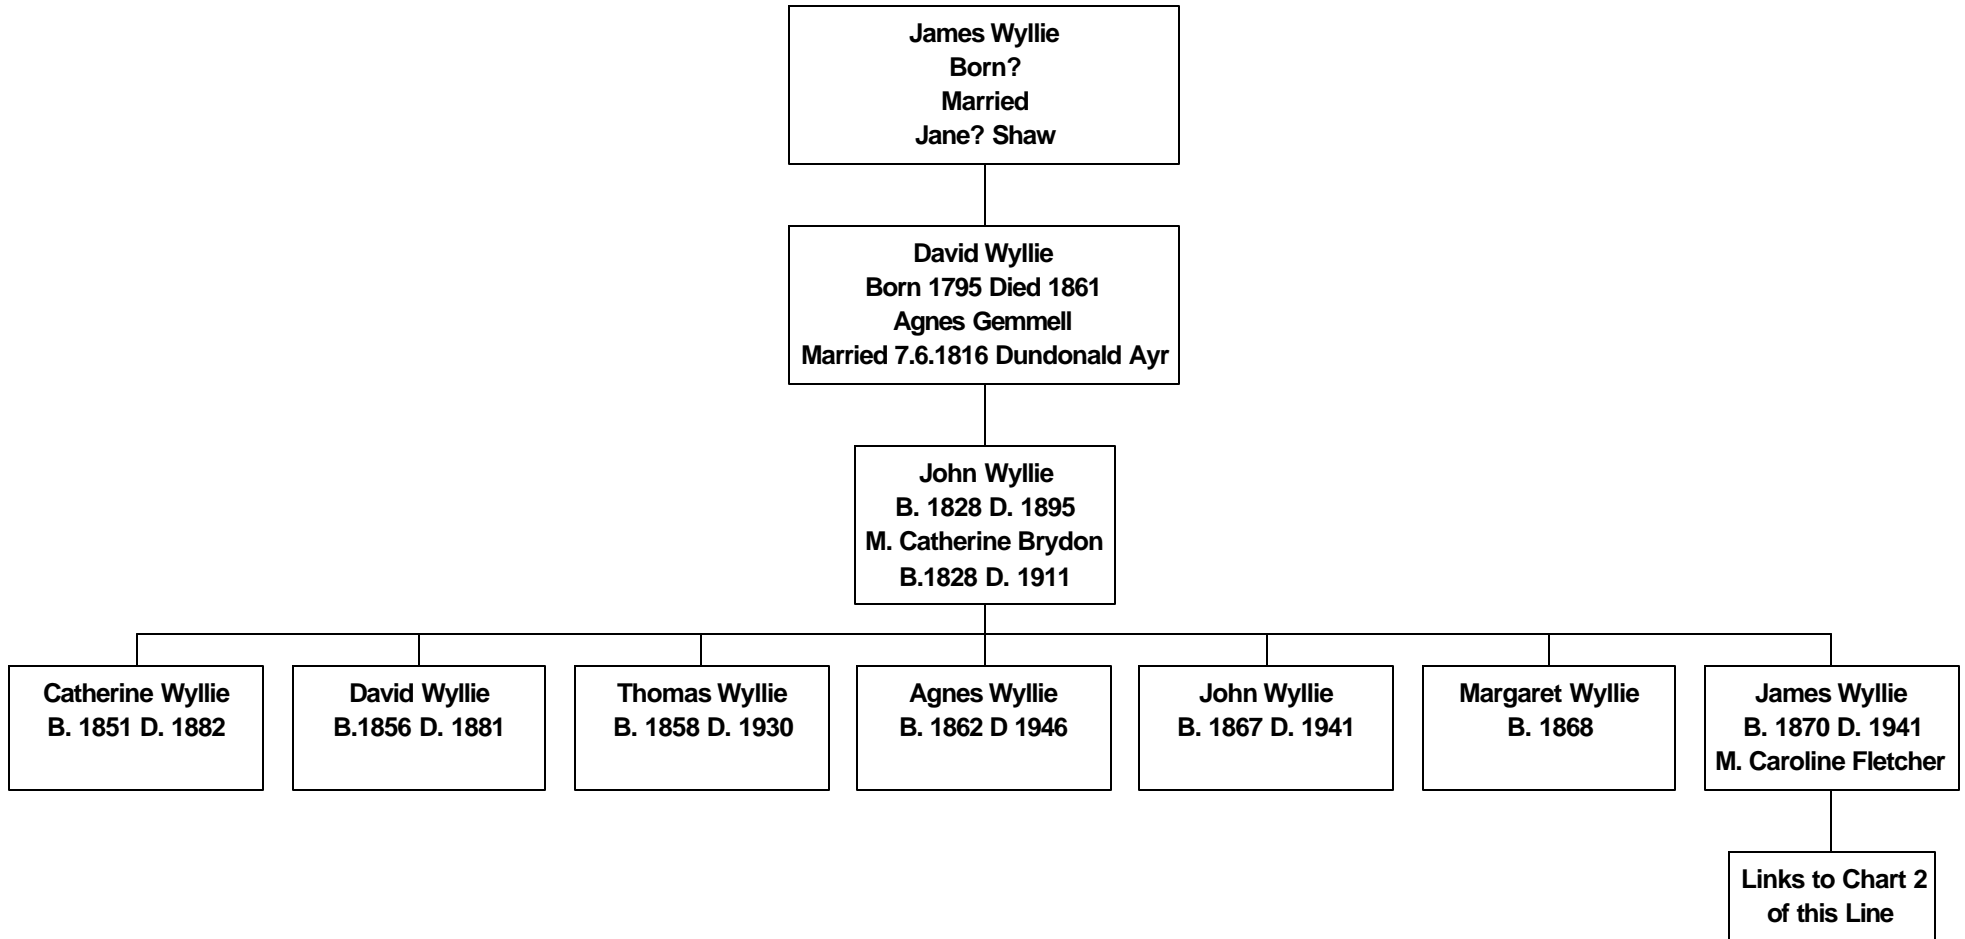 James Wyllie
Born?
Married
Jane? Shaw
David Wyllie
Born 1795 Died 1861
Agnes Gemmell
Married 7.6.1816 Dundonald Ayr
John Wyllie
B. 1828 D. 1895
M. Catherine Brydon
B.1828 D. 1911
Catherine Wyllie
B. 1851 D. 1882
David Wyllie
B.1856 D. 1881
Thomas Wyllie
B. 1858 D. 1930
Agnes Wyllie
B. 1862 D 1946
John Wyllie
B. 1867 D. 1941
Margaret Wyllie
B. 1868
James Wyllie
B. 1870 D. 1941
M. Caroline Fletcher
Links to Chart 2
of this Line